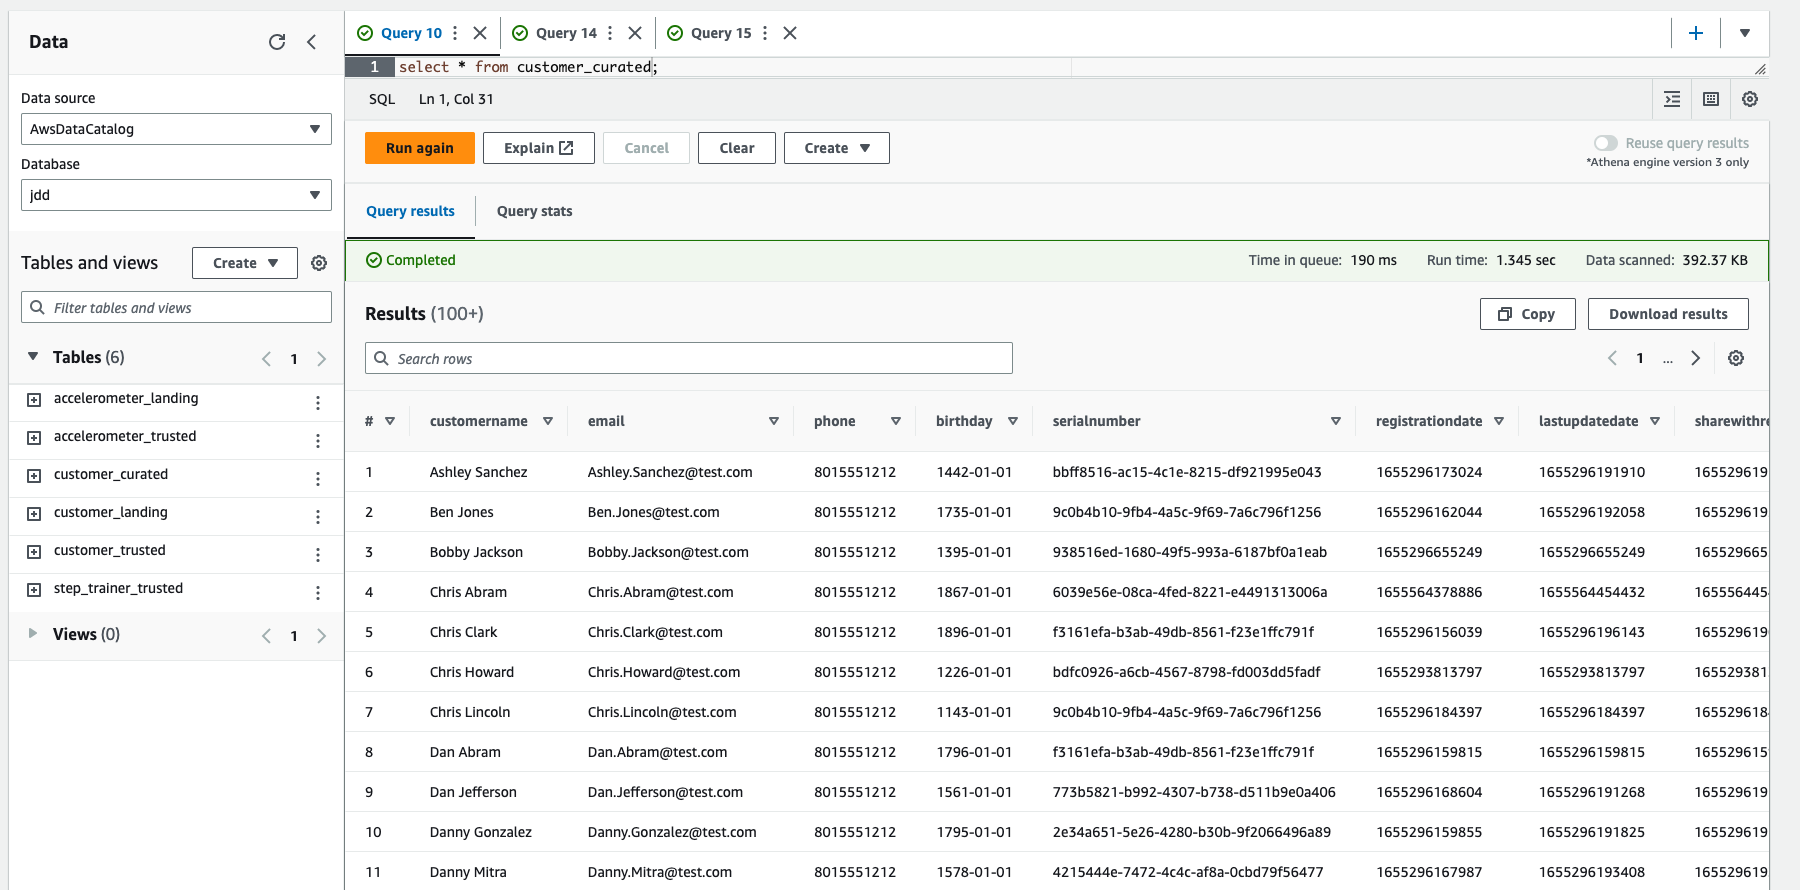 Data
Data source
AwsDataCatalog
Database
jdd
Tables and views
Create
Filter tables and views
Tables (6)
1
accelerometer_landing
accelerometer_trusted
customer_curated
customer_landing
customer_trusted
step_trainer_trusted
Views (0)
1
Query 10
Query 14
Query 15
1 select * from customer_curated;
SQL Ln 1, Col 31
Run again
Explain
Cancel
Clear
Create
Reuse query results
*Athena engine version 3 only
Query results
Query stats
Completed
Time in queue: 190 ms Run time: 1.345 sec Data scanned: 392.37 KB
Results (100+)
Copy
Download results
Search rows
1 ...
# customername email phone birthday serialnumber registrationdate lastupdatedate sharewithre
1 Ashley Sanchez Ashley.Sanchez@test.com 8015551212 1442-01-01 bbff8516-ac15-4c1e-8215-df921995e043 1655296173024 1655296191910 165529619
2 Ben Jones Ben.Jones@test.com 8015551212 1735-01-01 9c0b4b10-9fb4-4a5c-9f69-7a6c796f1256 1655296162044 1655296192058 165529619
3 Bobby Jackson Bobby.Jackson@test.com 8015551212 1395-01-01 938516ed-1680-49f5-993a-6187bf0a1eab 1655296655249 1655296655249 165529665
4 Chris Abram Chris.Abram@test.com 8015551212 1867-01-01 6039e56e-08ca-4fed-8221-e4491313006a 1655564378886 1655564454432 165556445
5 Chris Clark Chris.Clark@test.com 8015551212 1896-01-01 f3161efa-b3ab-49db-8561-f23e1ffc791f 1655296156039 1655296196143 165529619
6 Chris Howard Chris.Howard@test.com 8015551212 1226-01-01 bdfc0926-a6cb-4567-8798-fd003dd5fadf 1655293813797 1655293813797 165529381
7 Chris Lincoln Chris.Lincoln@test.com 8015551212 1143-01-01 9c0b4b10-9fb4-4a5c-9f69-7a6c796f1256 1655296184397 1655296184397 165529618
8 Dan Abram Dan.Abram@test.com 8015551212 1796-01-01 f3161efa-b3ab-49db-8561-f23e1ffc791f 1655296159815 1655296159815 165529615
9 Dan Jefferson Dan.Jefferson@test.com 8015551212 1561-01-01 773b5821-b992-4307-b738-d511b9e0a406 1655296168604 1655296191268 165529619
10 Danny Gonzalez Danny.Gonzalez@test.com 8015551212 1795-01-01 2e34a651-5e26-4280-b30b-9f2066496a89 1655296159855 1655296191825 165529619
11 Danny Mitra Danny.Mitra@test.com 8015551212 1578-01-01 4215444e-7472-4c4c-af8a-0cbd79f56477 1655296167987 1655296193408 165529619